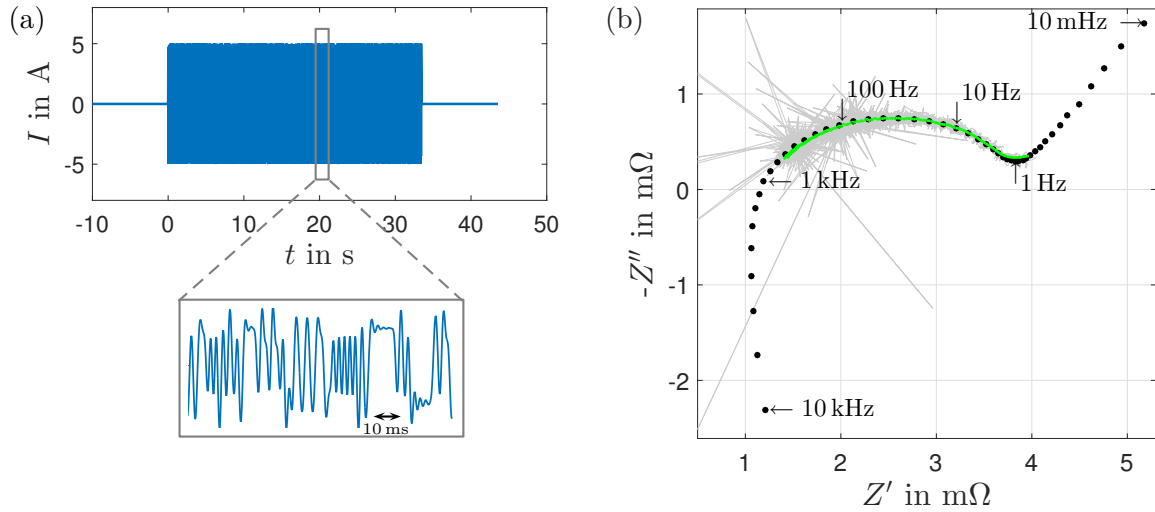 (a)
I in A
5
0
-5
-10 0 10 20 30 40 50
t in s
10 ms
(b)
-Z'' in mΩ
1
0
-1
-2
10 mHz
100 Hz
10 Hz
1 kHz
1 Hz
10 kHz
1 2 3 4 5
Z' in mΩ